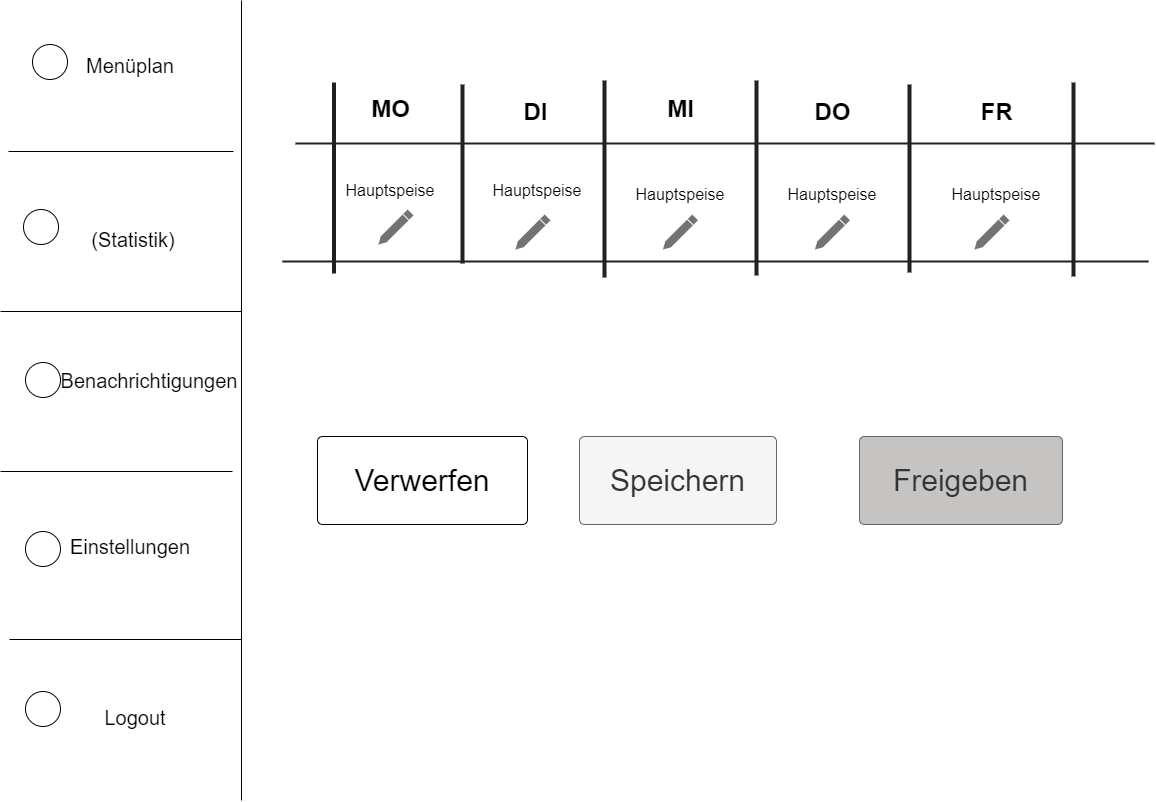 Menüplan
(Statistik)
Benachrichtigungen
Einstellungen
Logout
MO DI MI DO FR
Hauptspeise Hauptspeise Hauptspeise Hauptspeise Hauptspeise
Verwerfen Speichern Freigeben